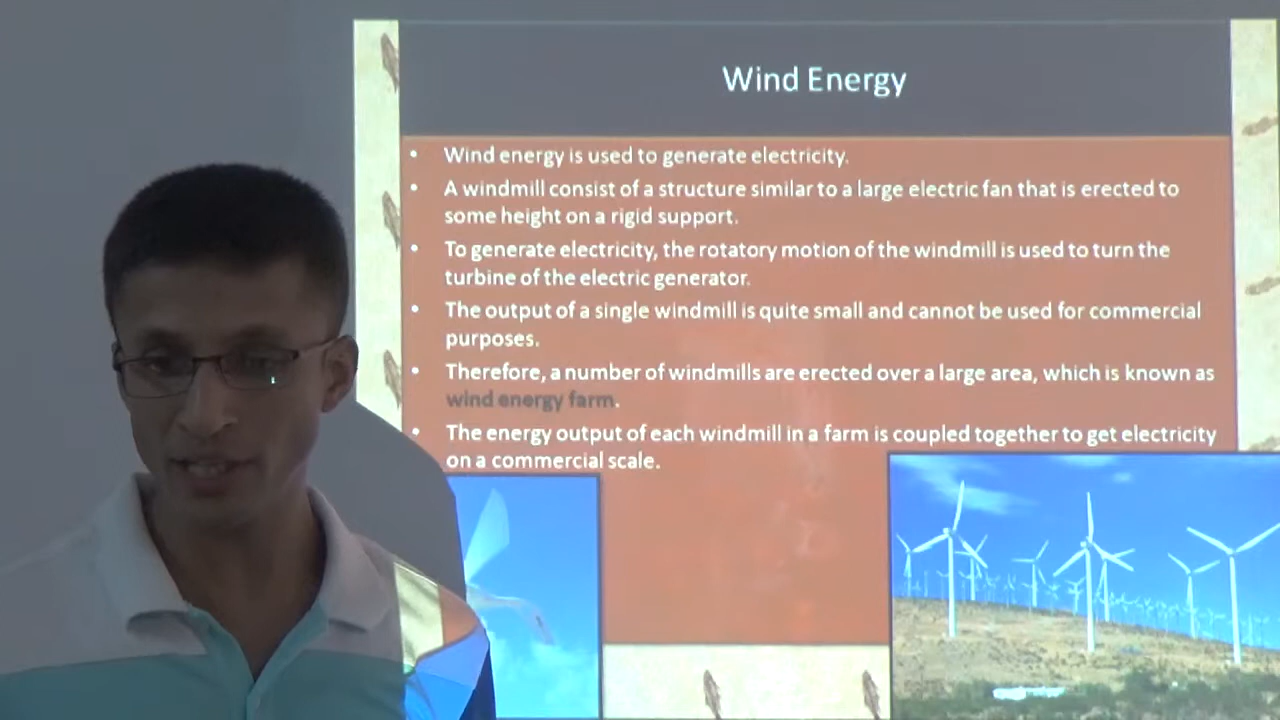 Wind Energy
• Wind energy is used to generate electricity.
• A windmill consist of a structure similar to a large electric fan that is erected to
some height on a rigid support.
• To generate electricity, the rotatory motion of the windmill is used to turn the
turbine of the electric generator.
• The output of a single windmill is quite small and cannot be used for commercial
purposes.
• Therefore, a number of windmills are erected over a large area, which is known as
wind energy farm.
• The energy output of each windmill in a farm is coupled together to get electricity
on a commercial scale.